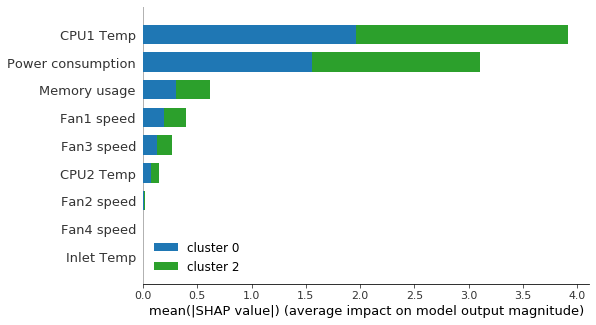 CPU1 Temp
Power consumption
Memory usage
Fan1 speed
Fan3 speed
CPU2 Temp
Fan2 speed
Fan4 speed
Inlet Temp
cluster 0
cluster 2
0.0 0.5 1.0 1.5 2.0 2.5 3.0 3.5 4.0
mean(|SHAP value|) (average impact on model output magnitude)